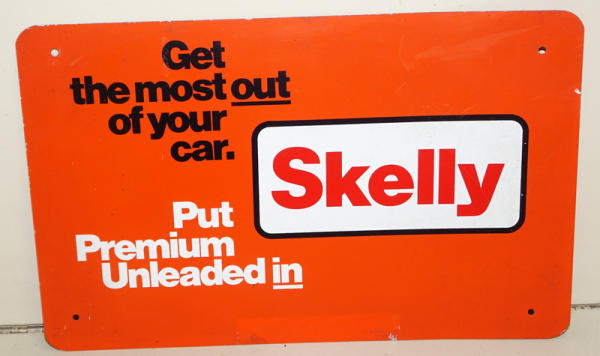 Get
the most out
of your
car.
Skelly
Put
Premium
Unleaded in